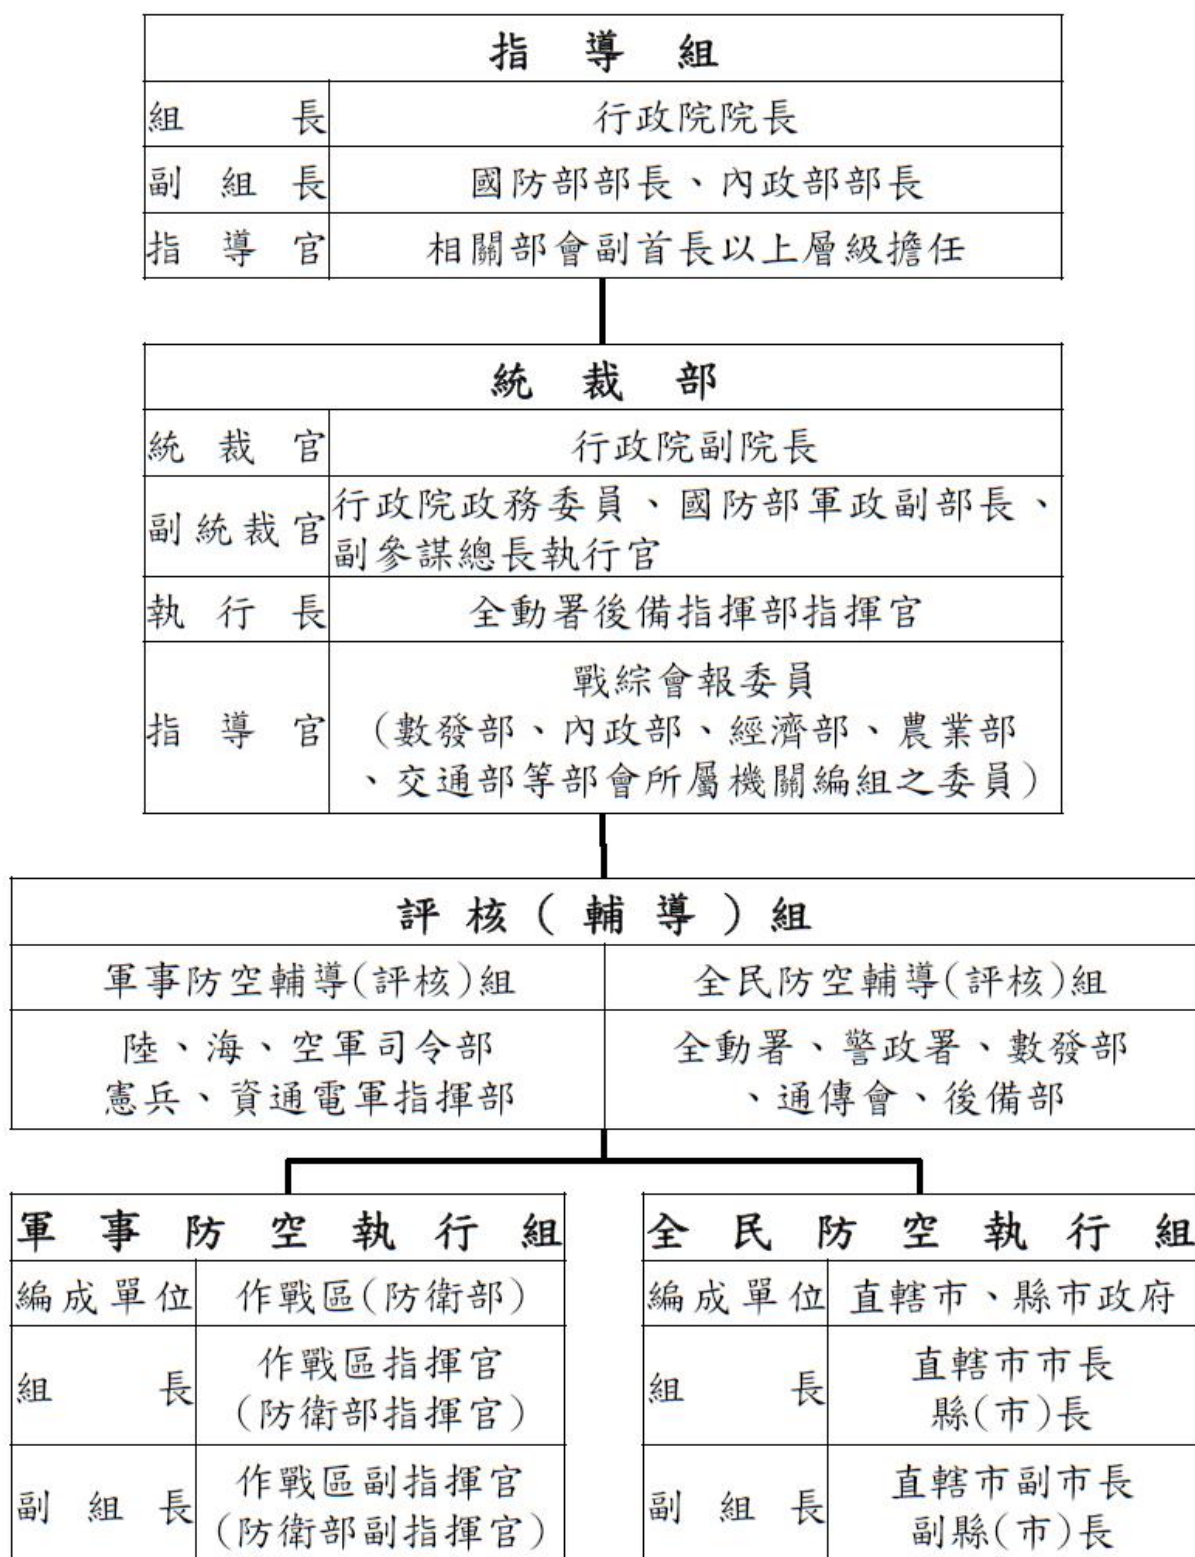 指導組
組長 行政院院長
副組長 國防部部長、內政部部長
指導官 相關部會副首長以上層級擔任
統裁部
統裁官 行政院副院長
副統裁官 行政院政務委員、國防部軍政副部長、
副參謀總長執行官
執行長 全動署後備指揮部指揮官
戰綜會報委員
指導官 (數發部、內政部、經濟部、農業部
、交通部等部會所屬機關編組之委員)
評核(輔導)組
軍事防空輔導(評核)組
陸、海、空軍司令部
憲兵、資通電軍指揮部
全民防空輔導(評核)組
全動署、警政署、數發部
、通傳會、後備部
軍事防空執行組
編成單位 作戰區(防衛部)
組長 作戰區指揮官
(防衛部指揮官)
副組長 作戰區副指揮官
(防衛部副指揮官)
全民防空執行組
編成單位 直轄市、縣市政府
組長 直轄市市長
縣(市)長
副組長 直轄市副市長
副縣(市)長